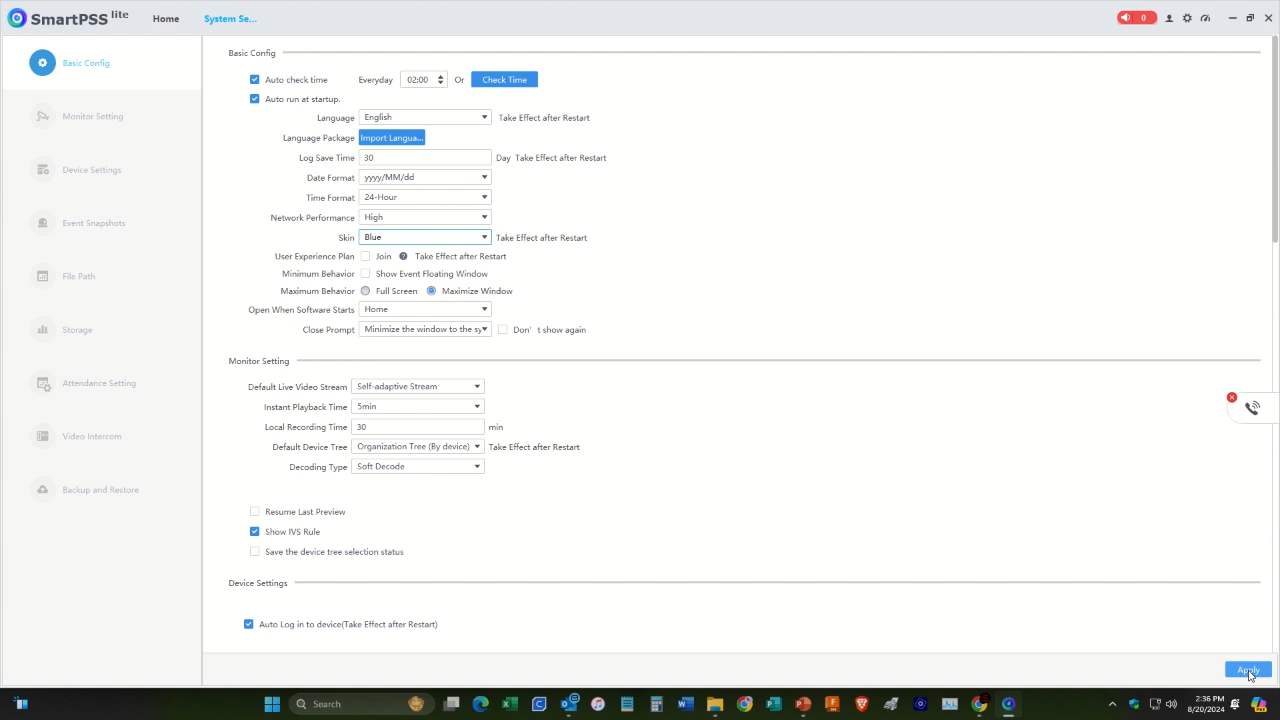 SmartPSS lite Home System Se... 0
Basic Config
Monitor Setting
Device Settings
Event Snapshots
File Path
Storage
Attendance Setting
Video Intercom
Backup and Restore
Basic Config
Auto check time Everyday 02:00 Or Check Time
Auto run at startup.
Language English Take Effect after Restart
Language Package Import Langua...
Log Save Time 30 Day Take Effect after Restart
Date Format yyyy/MM/dd
Time Format 24-Hour
Network Performance High
Skin Blue Take Effect after Restart
User Experience Plan Join ? Take Effect after Restart
Minimum Behavior Show Event Floating Window
Maximum Behavior Full Screen Maximize Window
Open When Software Starts Home
Close Prompt Minimize the window to the sy Don't show again
Monitor Setting
Default Live Video Stream Self-adaptive Stream
Instant Playback Time 5min
Local Recording Time 30 min
Default Device Tree Organization Tree (By device) Take Effect after Restart
Decoding Type Soft Decode
Resume Last Preview
Show IVS Rule
Save the device tree selection status
Device Settings
Auto Log in to device(Take Effect after Restart)
Apply
Search
2:36 PM
8/20/2024